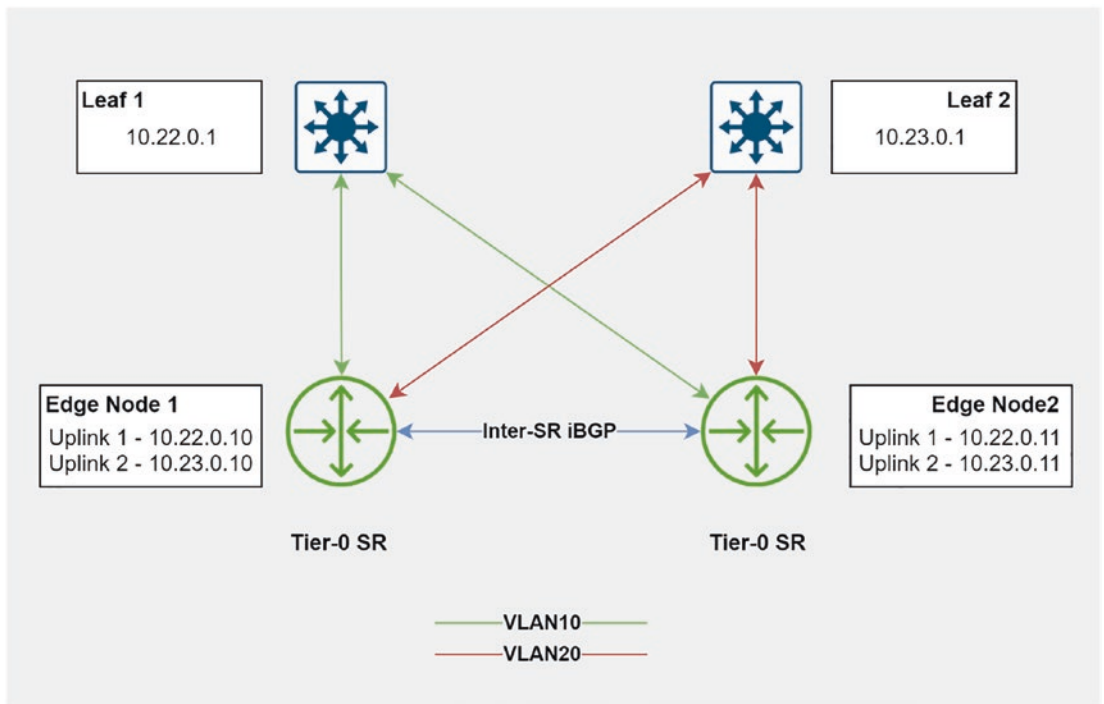 Leaf 1
10.22.0.1
Leaf 2
10.23.0.1
Edge Node 1
Uplink 1 - 10.22.0.10
Uplink 2 - 10.23.0.10
Inter-SR iBGP
Edge Node2
Uplink 1 - 10.22.0.11
Uplink 2 - 10.23.0.11
Tier-0 SR
Tier-0 SR
VLAN10
VLAN20